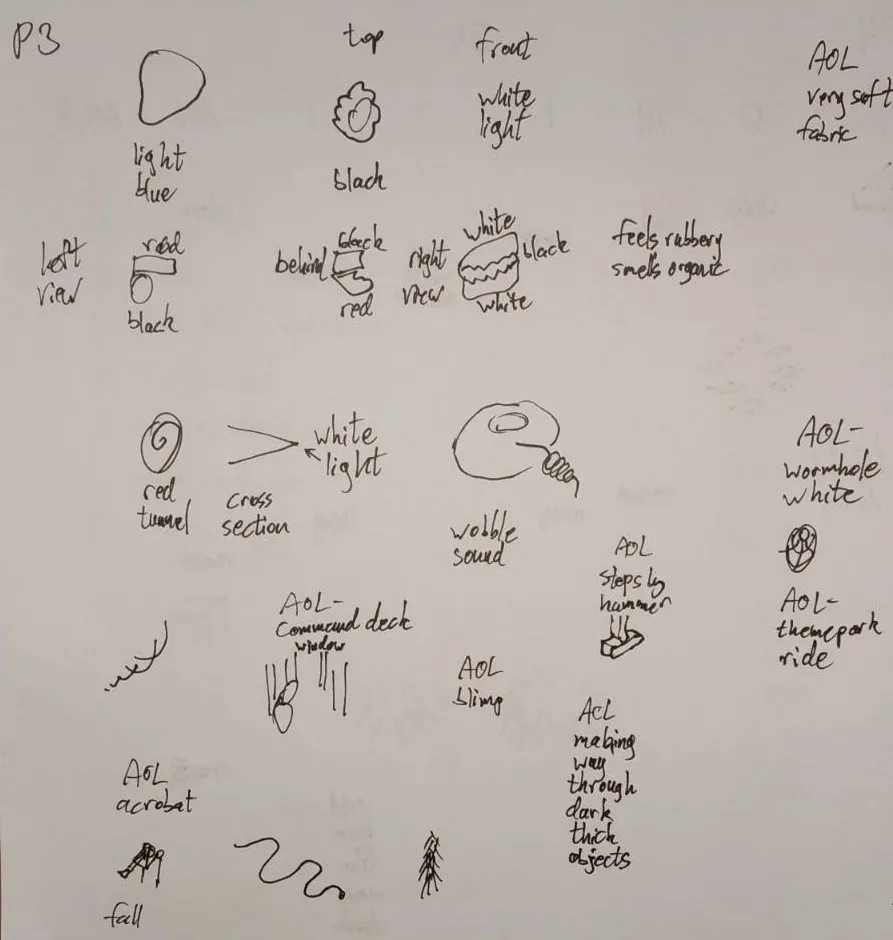 P3
top
front
AOL
very soft
fabric
white
light
light
blue
black
left
view
red
black
behind
black
red
right
view
white
black
white
feels rubbery
smells organic
red
tunnel
cross
section
white
light
wobble
sound
AOL-
wormhole
white
AOL
steps by
hammer
AOL-
themepark
ride
AOL-
Command deck
window
AOL
blimp
AOL
making
way
through
dark
thick
objects
AOL
acrobat
fall